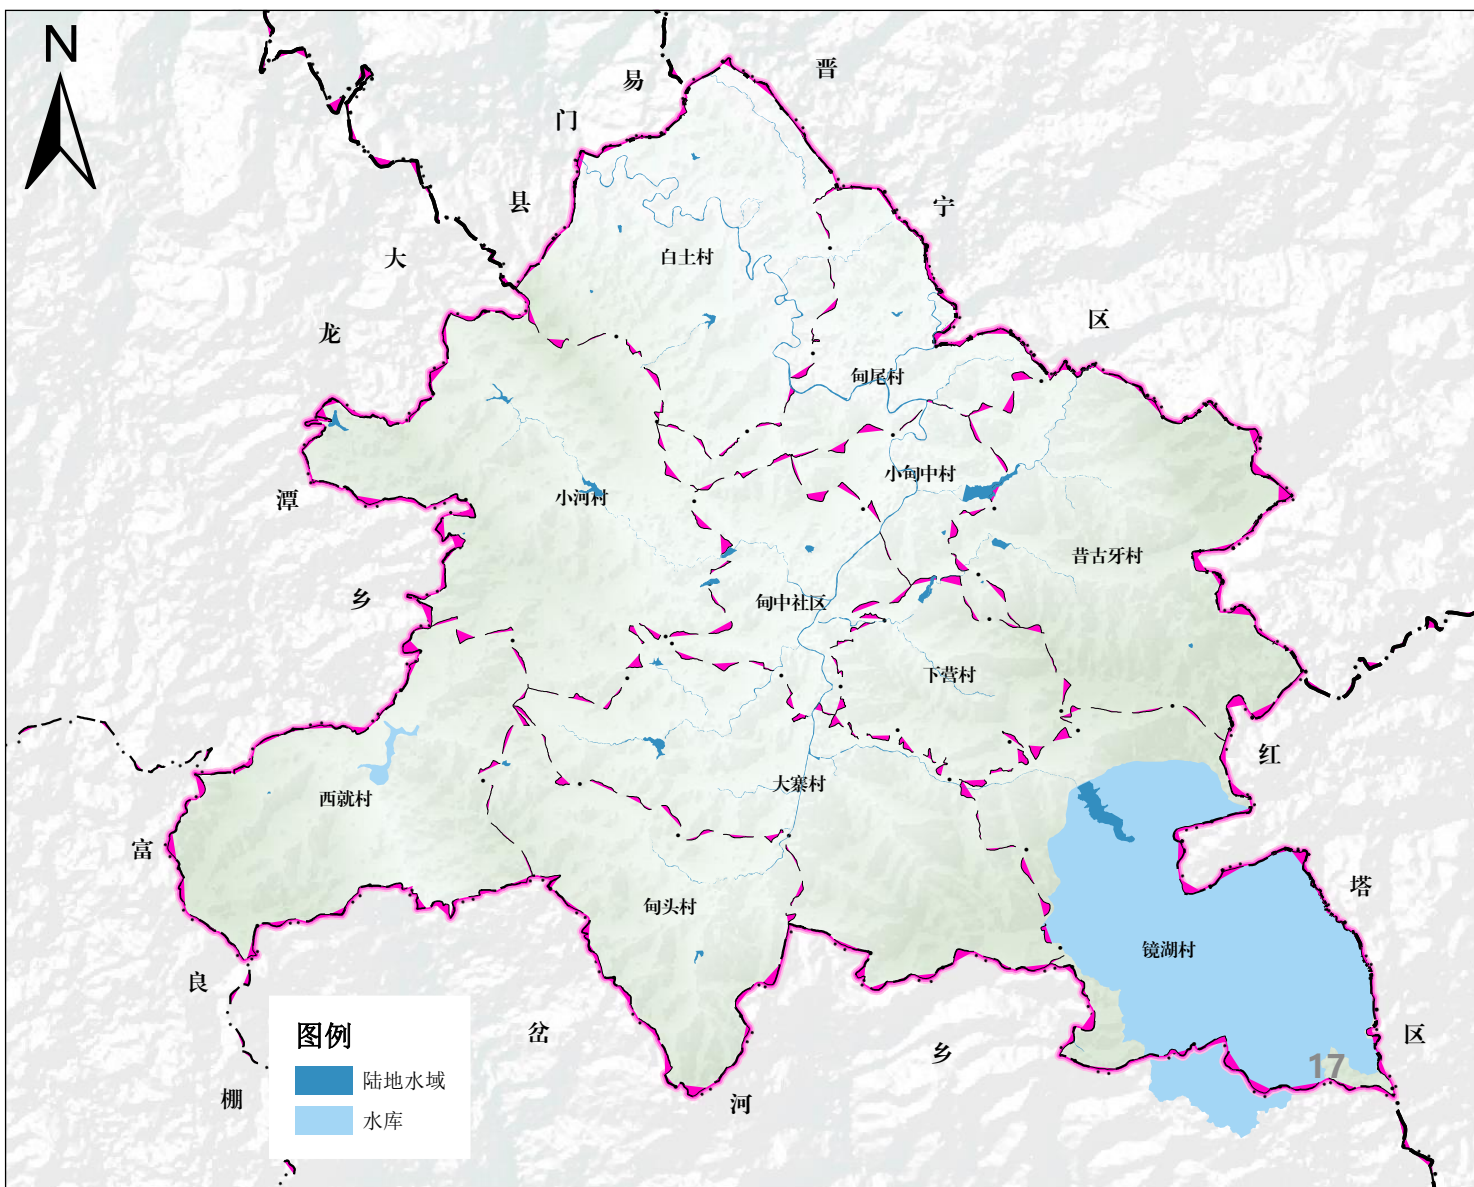 N
易
门
县
晋
宁
区
大
龙
潭
乡
白土村
甸尾村
小甸中村
小河村
昔古牙村
甸中社区
下营村
西就村
大寨村
甸头村
镜湖村
红
塔
区
富
良
棚
岔
河
乡
17
图例
陆地水域
水库